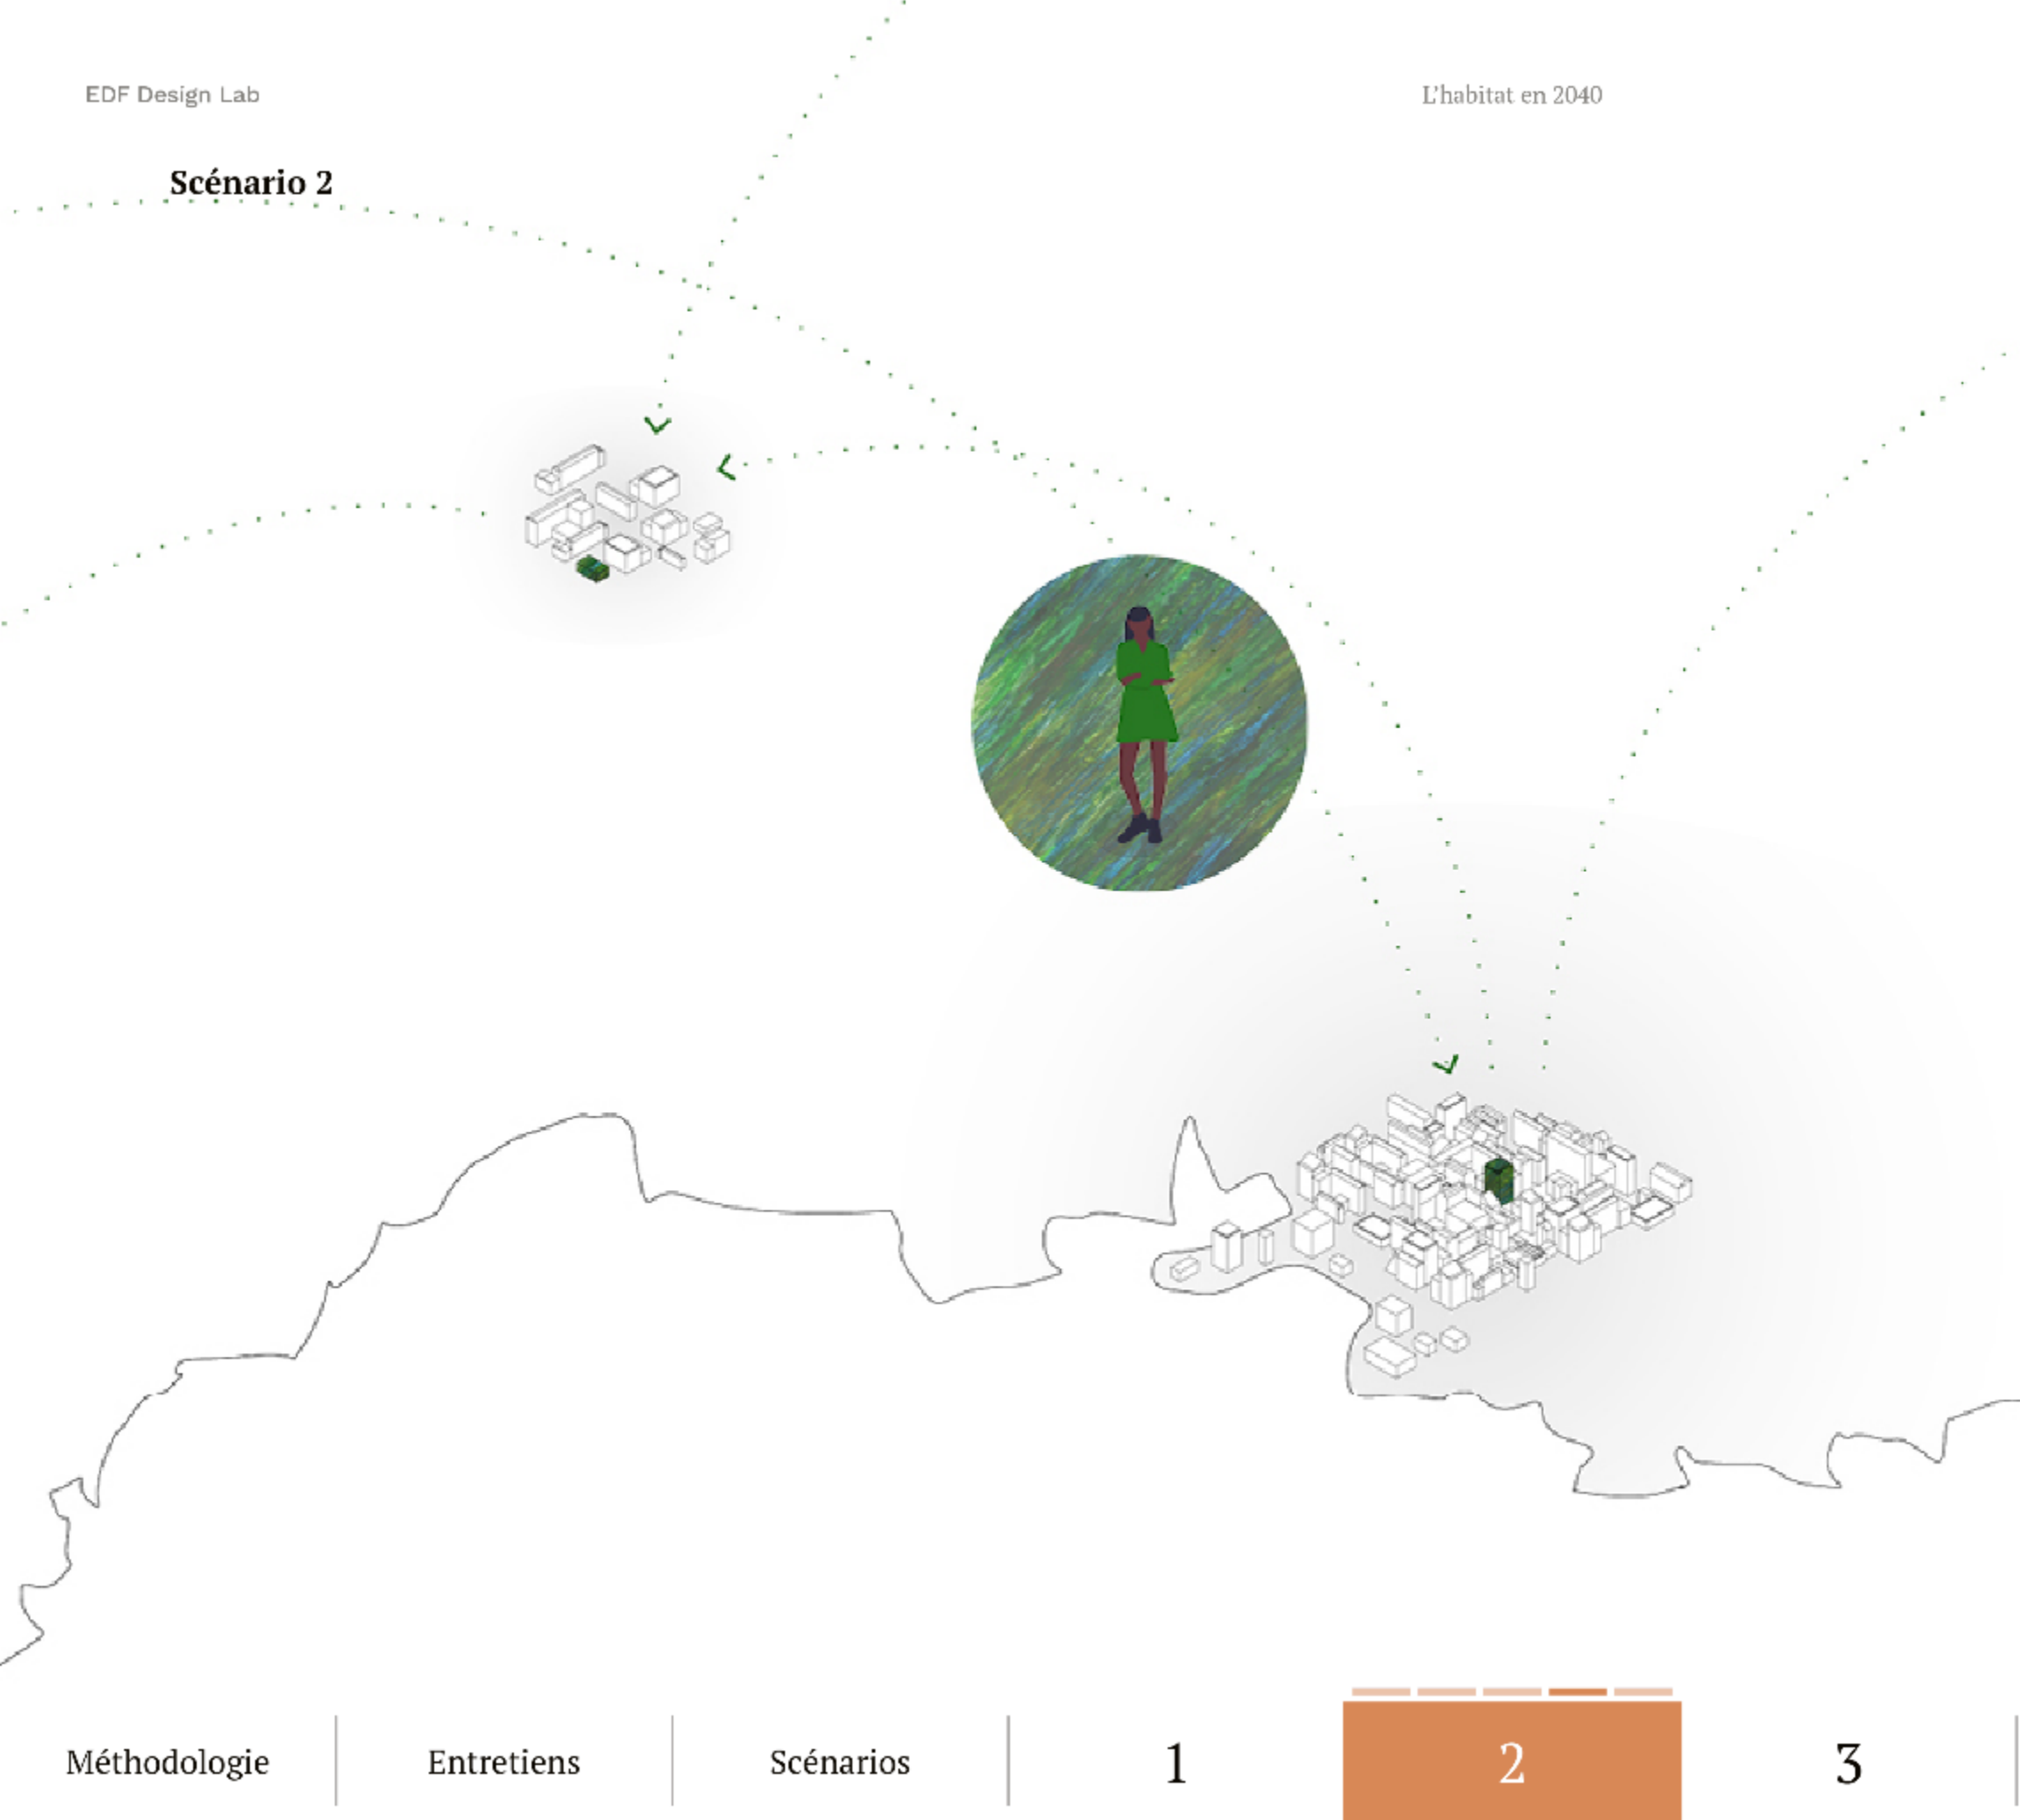 EDF Design Lab
L'habitat en 2040
Scénario 2
Méthodologie
Entretiens
Scénarios
1
2
3